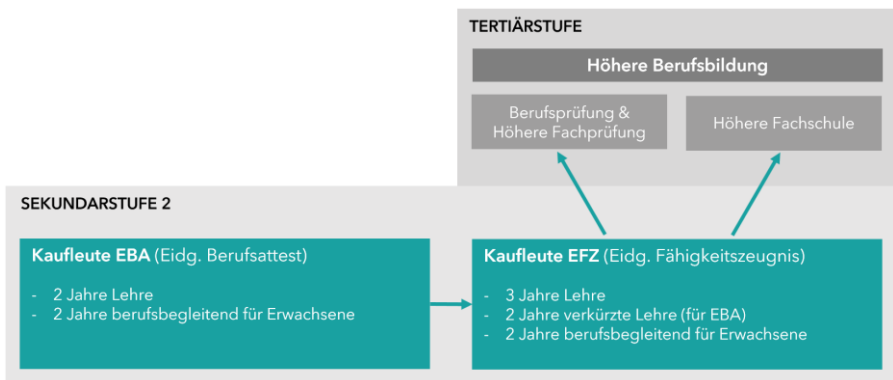 TERTIÄRSTUFE
Höhere Berufsbildung
Berufsprüfung &
Höhere Fachprüfung
Höhere Fachschule
SEKUNDARSTUFE 2
Kaufleute EBA (Eidg. Berufsattest)
- 2 Jahre Lehre
- 2 Jahre berufsbegleitend für Erwachsene
Kaufleute EFZ (Eidg. Fähigkeitszeugnis)
- 3 Jahre Lehre
- 2 Jahre verkürzte Lehre (für EBA)
- 2 Jahre berufsbegleitend für Erwachsene